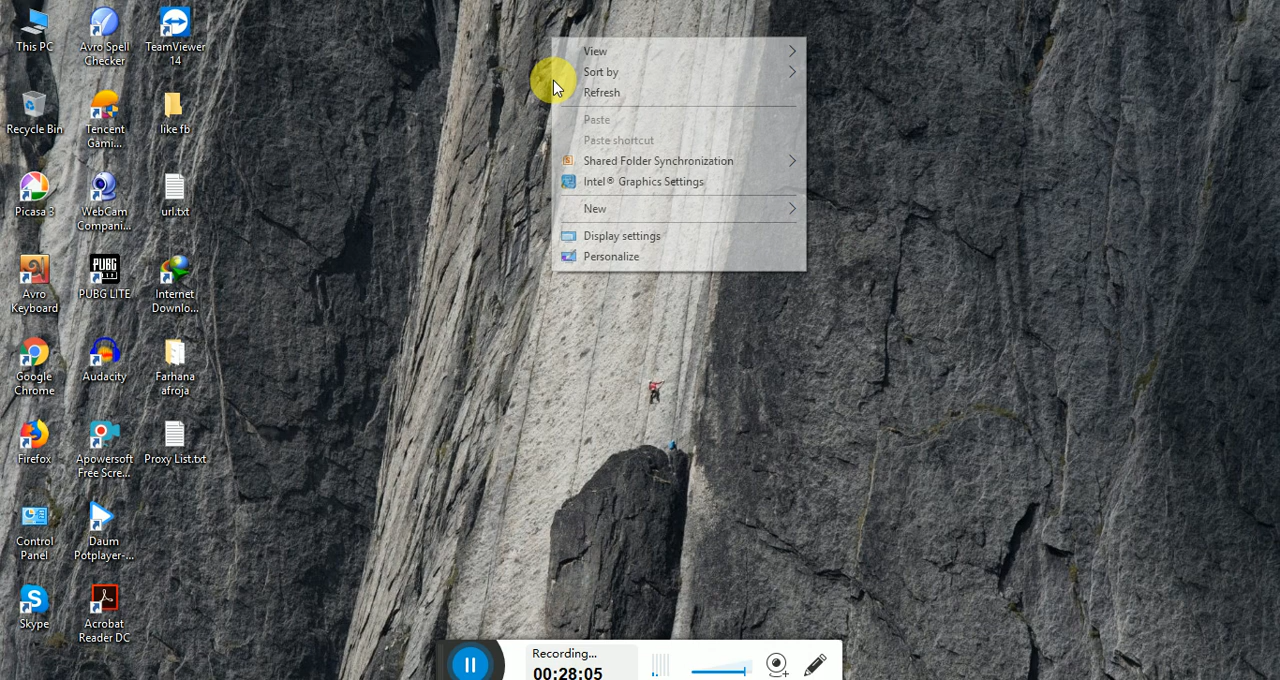 This PC
Avro Spell
Checker
TeamViewer
14
Recycle Bin
Tencent
Gami...
like fb
Picasa 3
WebCam
Compani...
url.txt
Avro
Keyboard
PUBG
PUBG LITE
Internet
Downlo...
Google
Chrome
Audacity
Farhana
afroja
Firefox
Apowersoft
Free Scre...
Proxy List.txt
Control
Panel
Daum
Potplayer-...
Skype
Acrobat
Reader DC
View
Sort by
Refresh
Paste
Paste shortcut
Shared Folder Synchronization
Intel® Graphics Settings
New
Display settings
Personalize
Recording...
00:28:05